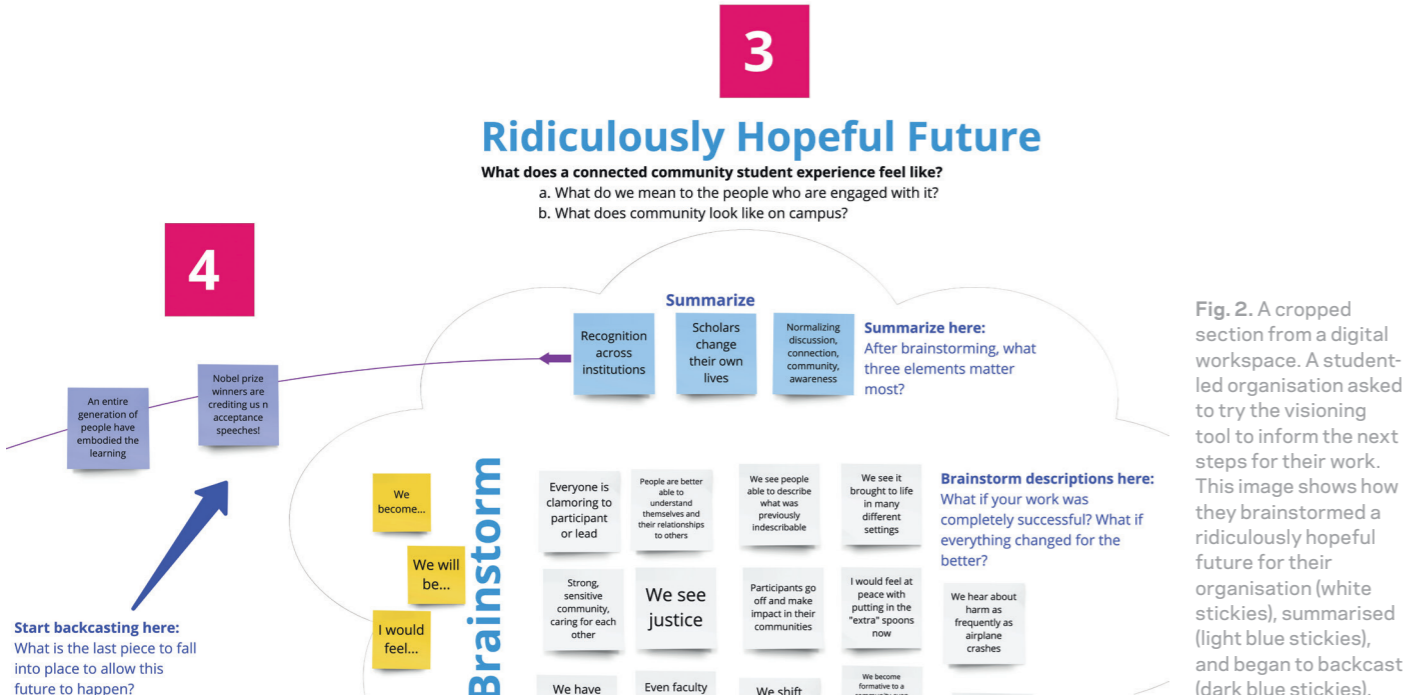 3
Ridiculously Hopeful Future
What does a connected community student experience feel like?
a. What do we mean to the people who are engaged with it?
b. What does community look like on campus?
4
Summarize
Recognition
across
institutions
Scholars
change
their own
lives
Normalizing
discussion,
connection,
community,
awareness
Summarize here:
After brainstorming, what
three elements matter
most?
An entire
generation of
people have
embodied the
learning
Nobel prize
winners are
crediting us n
acceptance
speeches!
Start backcasting here:
What is the last piece to fall
into place to allow this
future to happen?
We
become...
We will
be...
I would
feel...
Brainstorm
Everyone is
clamoring to
participant
or lead
People are better
able to
understand
themselves and
their relationships
to others
We see people
able to describe
what was
previously
indescribable
We see it
brought to life
in many
different
settings
Brainstorm descriptions here:
What if your work was
completely successful? What if
everything changed for the
better?
Strong,
sensitive
community,
caring for each
other
We see
justice
Participants go
off and make
impact in their
communities
I would feel at
peace with
putting in the
"extra" spoons
now
We hear about
harm as
frequently as
airplane
crashes
We have
Even faculty
We shift
We become
formative to a
Fig. 2. A cropped
section from a digital
workspace. A student-
led organisation asked
to try the visioning
tool to inform the next
steps for their work.
This image shows how
they brainstormed a
ridiculously hopeful
future for their
organisation (white
stickies), summarised
(light blue stickies),
and began to backcast
(dark blue stickies).